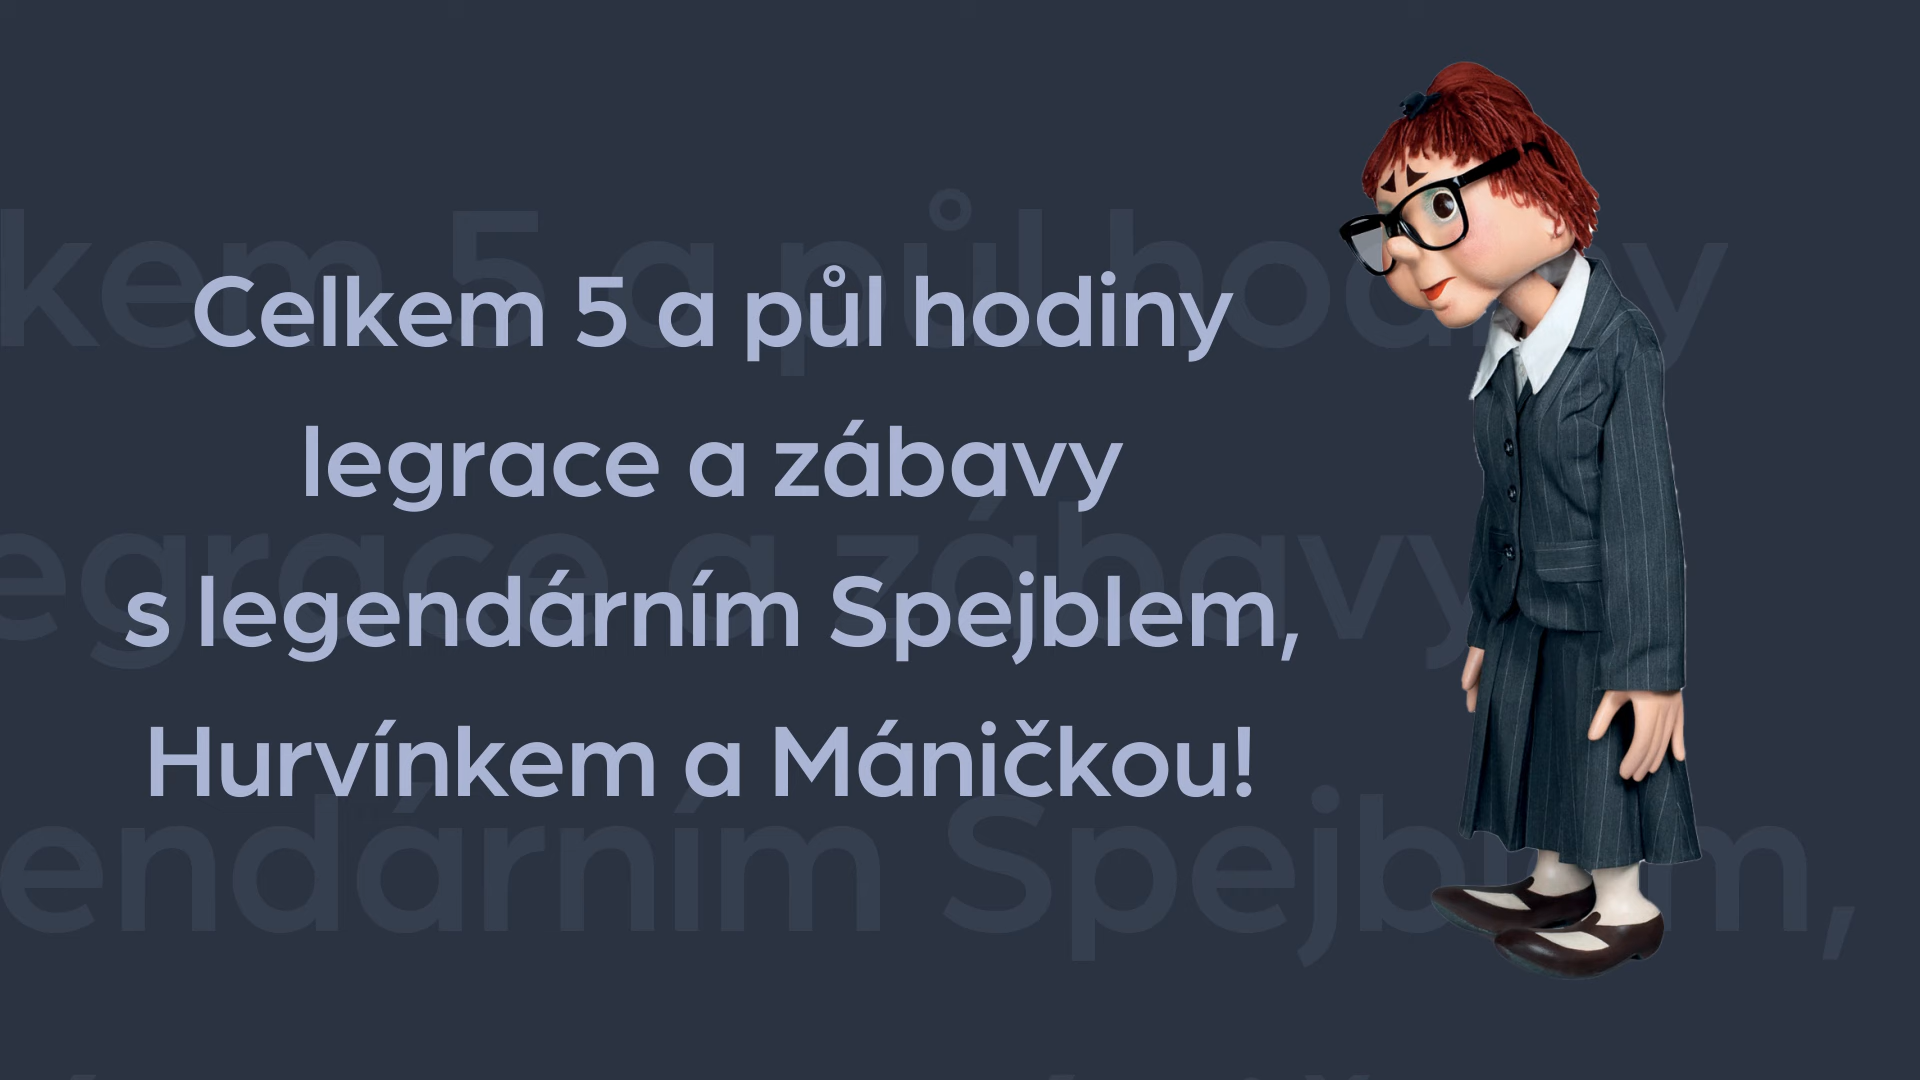 Celkem 5 a půl hodiny
legrace a zábavy
s legendárním Spejblem,
Hurvínkem a Máničkou!